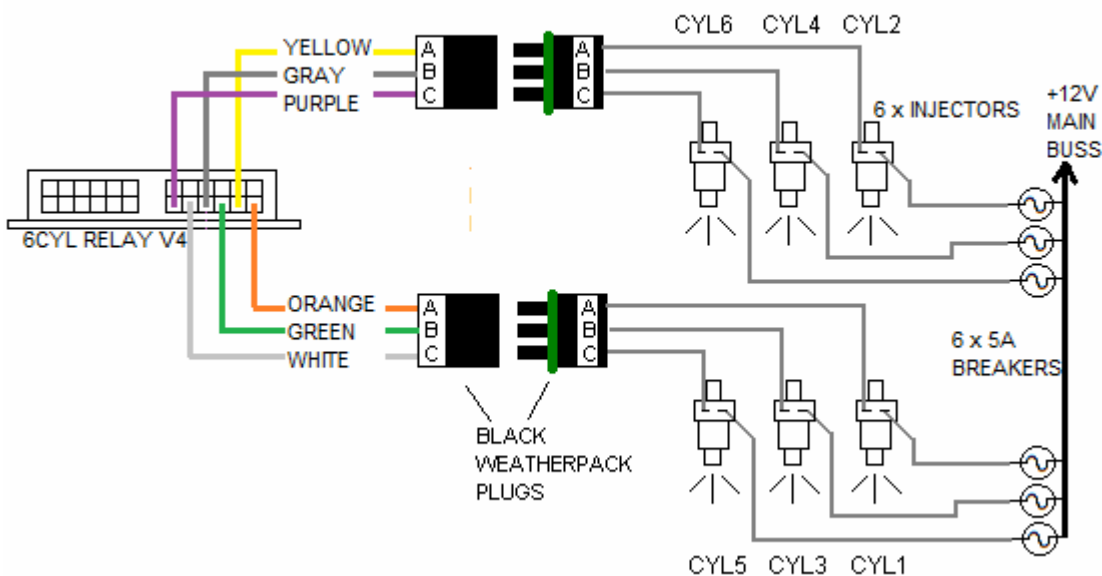 CYL6 CYL4 CYL2
YELLOW
GRAY
PURPLE
A
B
C
A
B
C
6 x INJECTORS
+12V
MAIN
BUSS
6CYL RELAY V4
ORANGE
GREEN
WHITE
A
B
C
A
B
C
6 x 5A
BREAKERS
BLACK
WEATHERPACK
PLUGS
CYL5 CYL3 CYL1